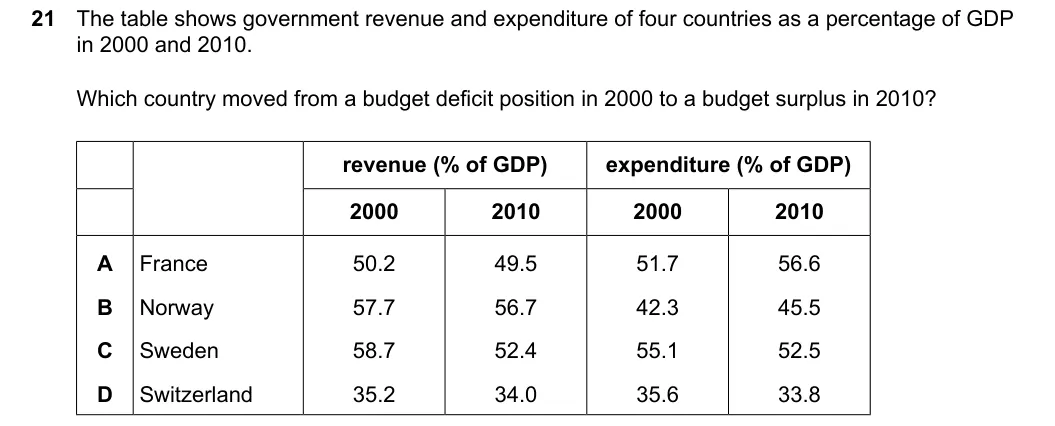 21 The table shows government revenue and expenditure of four countries as a percentage of GDP
in 2000 and 2010.
Which country moved from a budget deficit position in 2000 to a budget surplus in 2010?
revenue (% of GDP) expenditure (% of GDP)
2000 2010 2000 2010
A France 50.2 49.5 51.7 56.6
B Norway 57.7 56.7 42.3 45.5
C Sweden 58.7 52.4 55.1 52.5
D Switzerland 35.2 34.0 35.6 33.8